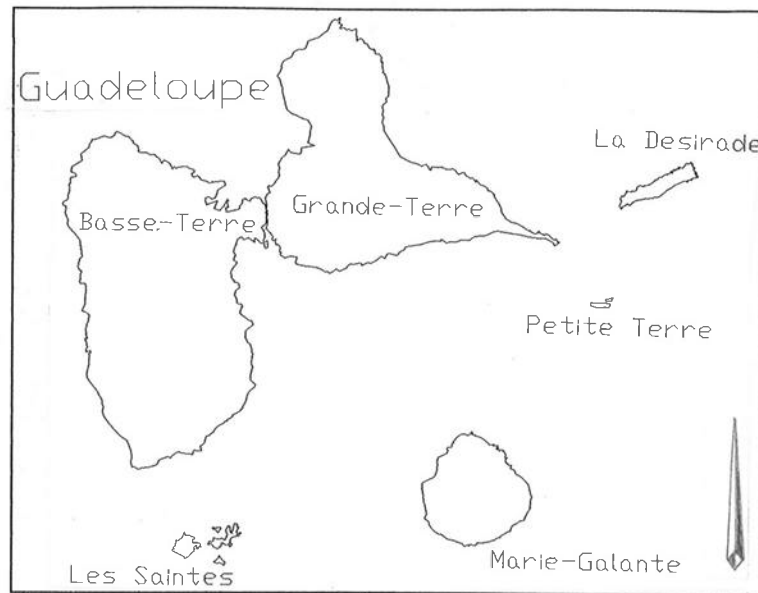 Guadeloupe
La Desirade
Grande-Terre
Basse-Terre
Petite Terre
Marie-Galante
Les Saintes